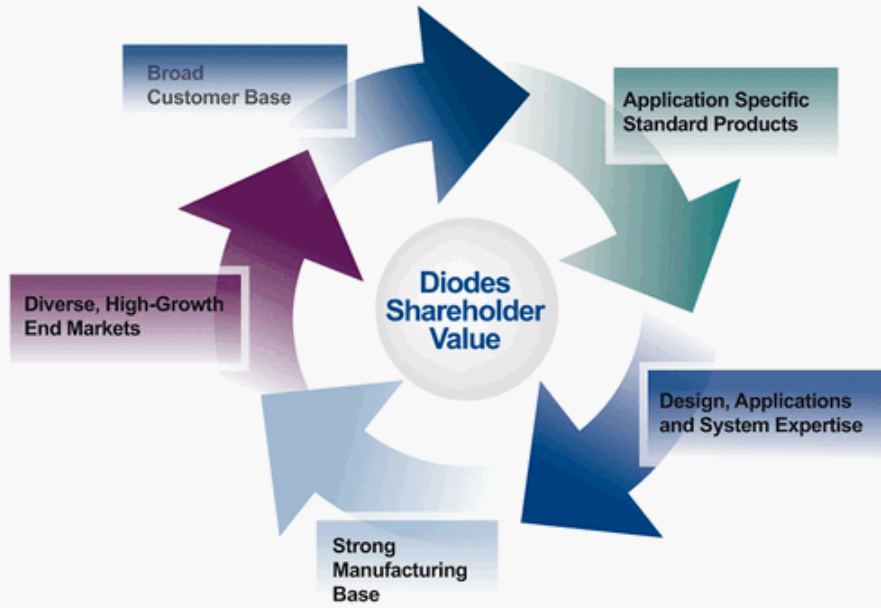 Broad
Customer Base
Application Specific
Standard Products
Diodes
Shareholder
Value
Diverse, High-Growth
End Markets
Design, Applications
and System Expertise
Strong
Manufacturing
Base